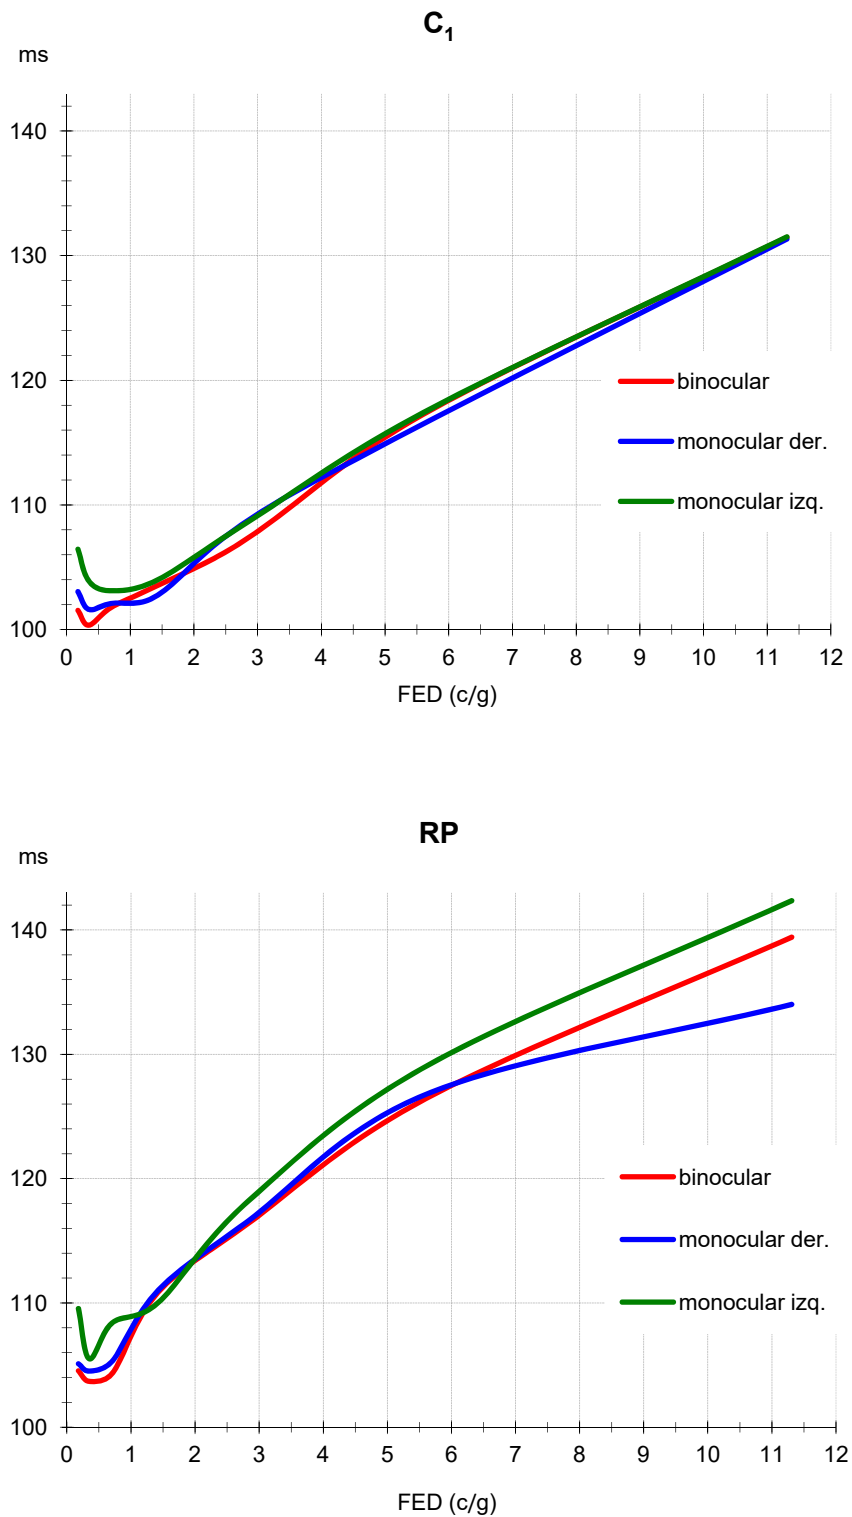 C1
ms
140
130
120
binocular
monocular der.
110
monocular izq.
100
0 1 2 3 4 5 6 7 8 9 10 11 12
FED (c/g)
RP
ms
140
130
120
binocular
monocular der.
110
monocular izq.
100
0 1 2 3 4 5 6 7 8 9 10 11 12
FED (c/g)